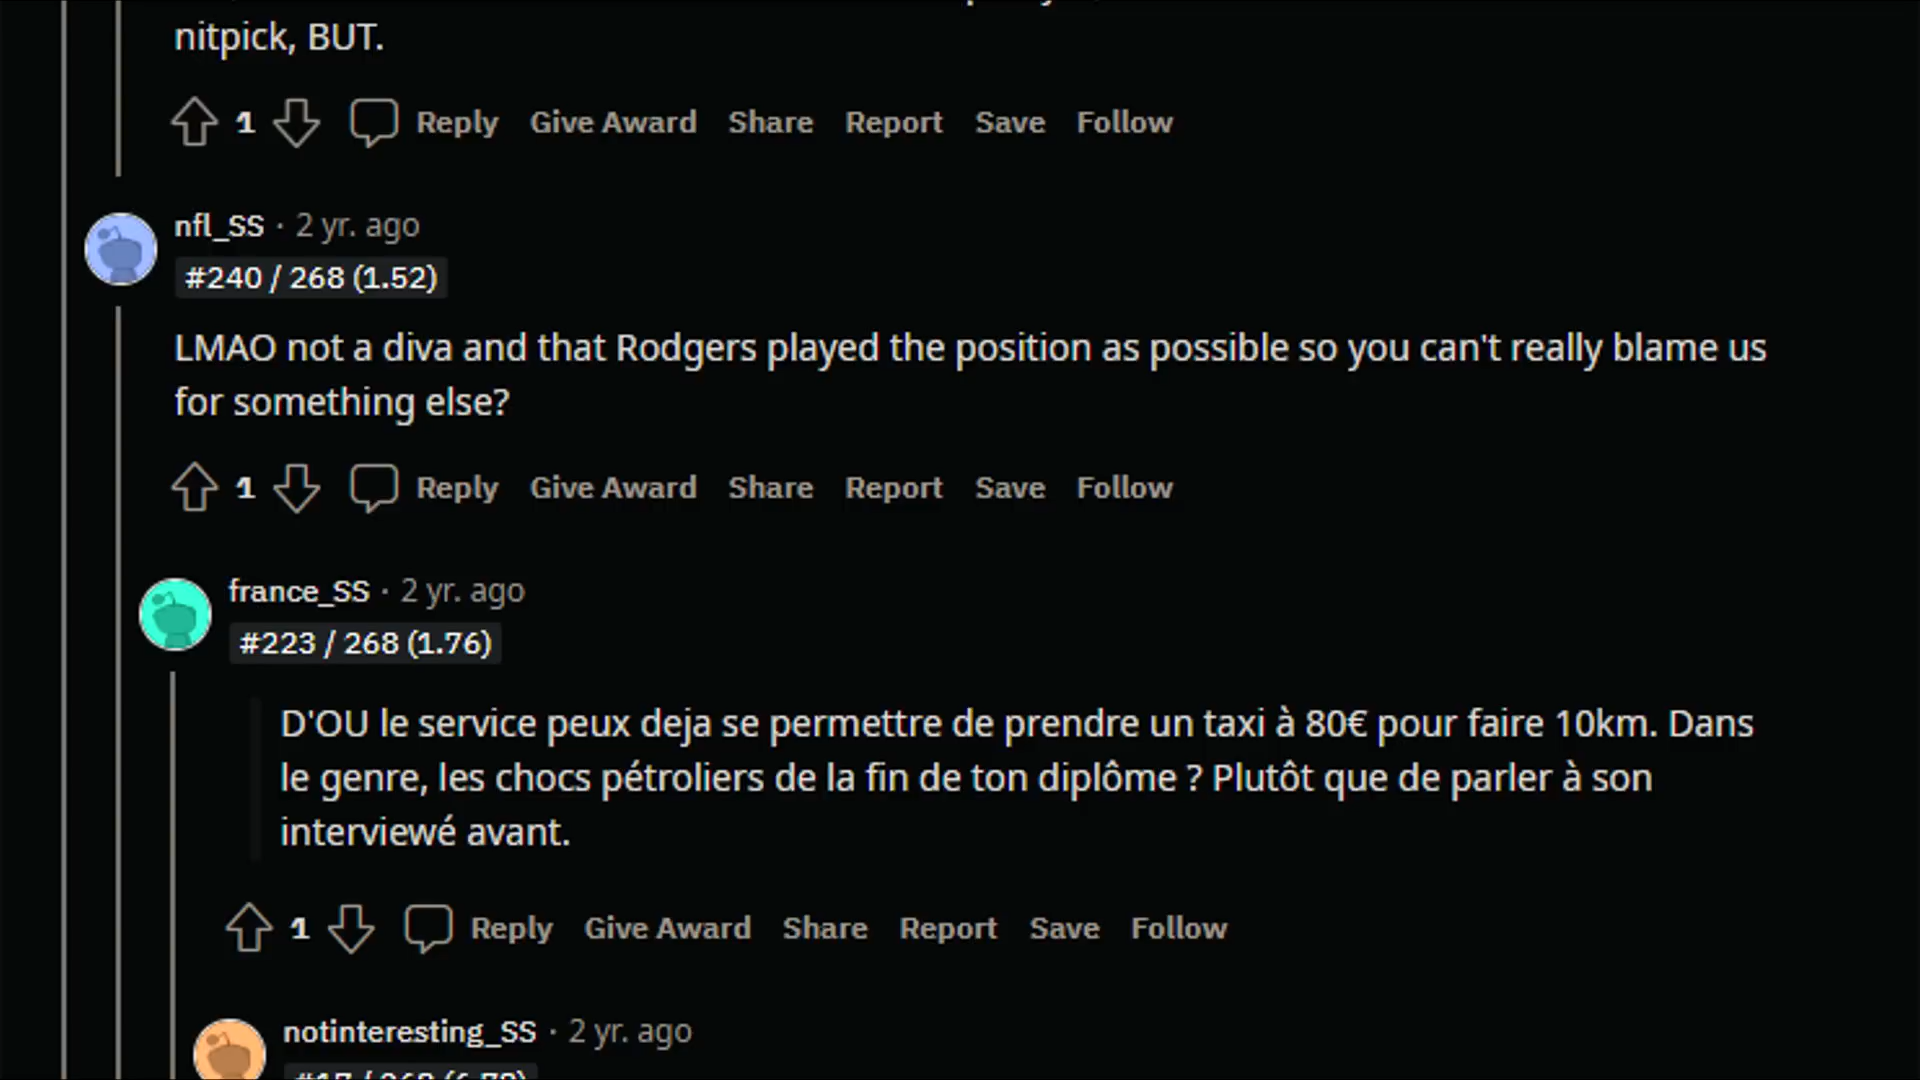 nitpick, BUT.
1 Reply Give Award Share Report Save Follow
nfl_SS · 2 yr. ago
#240 / 268 (1.52)
LMAO not a diva and that Rodgers played the position as possible so you can't really blame us
for something else?
1 Reply Give Award Share Report Save Follow
france_SS · 2 yr. ago
#223 / 268 (1.76)
D'OU le service peux deja se permettre de prendre un taxi à 80€ pour faire 10km. Dans
le genre, les chocs pétroliers de la fin de ton diplôme ? Plutôt que de parler à son
interviewé avant.
1 Reply Give Award Share Report Save Follow
notinteresting_SS · 2 yr. ago